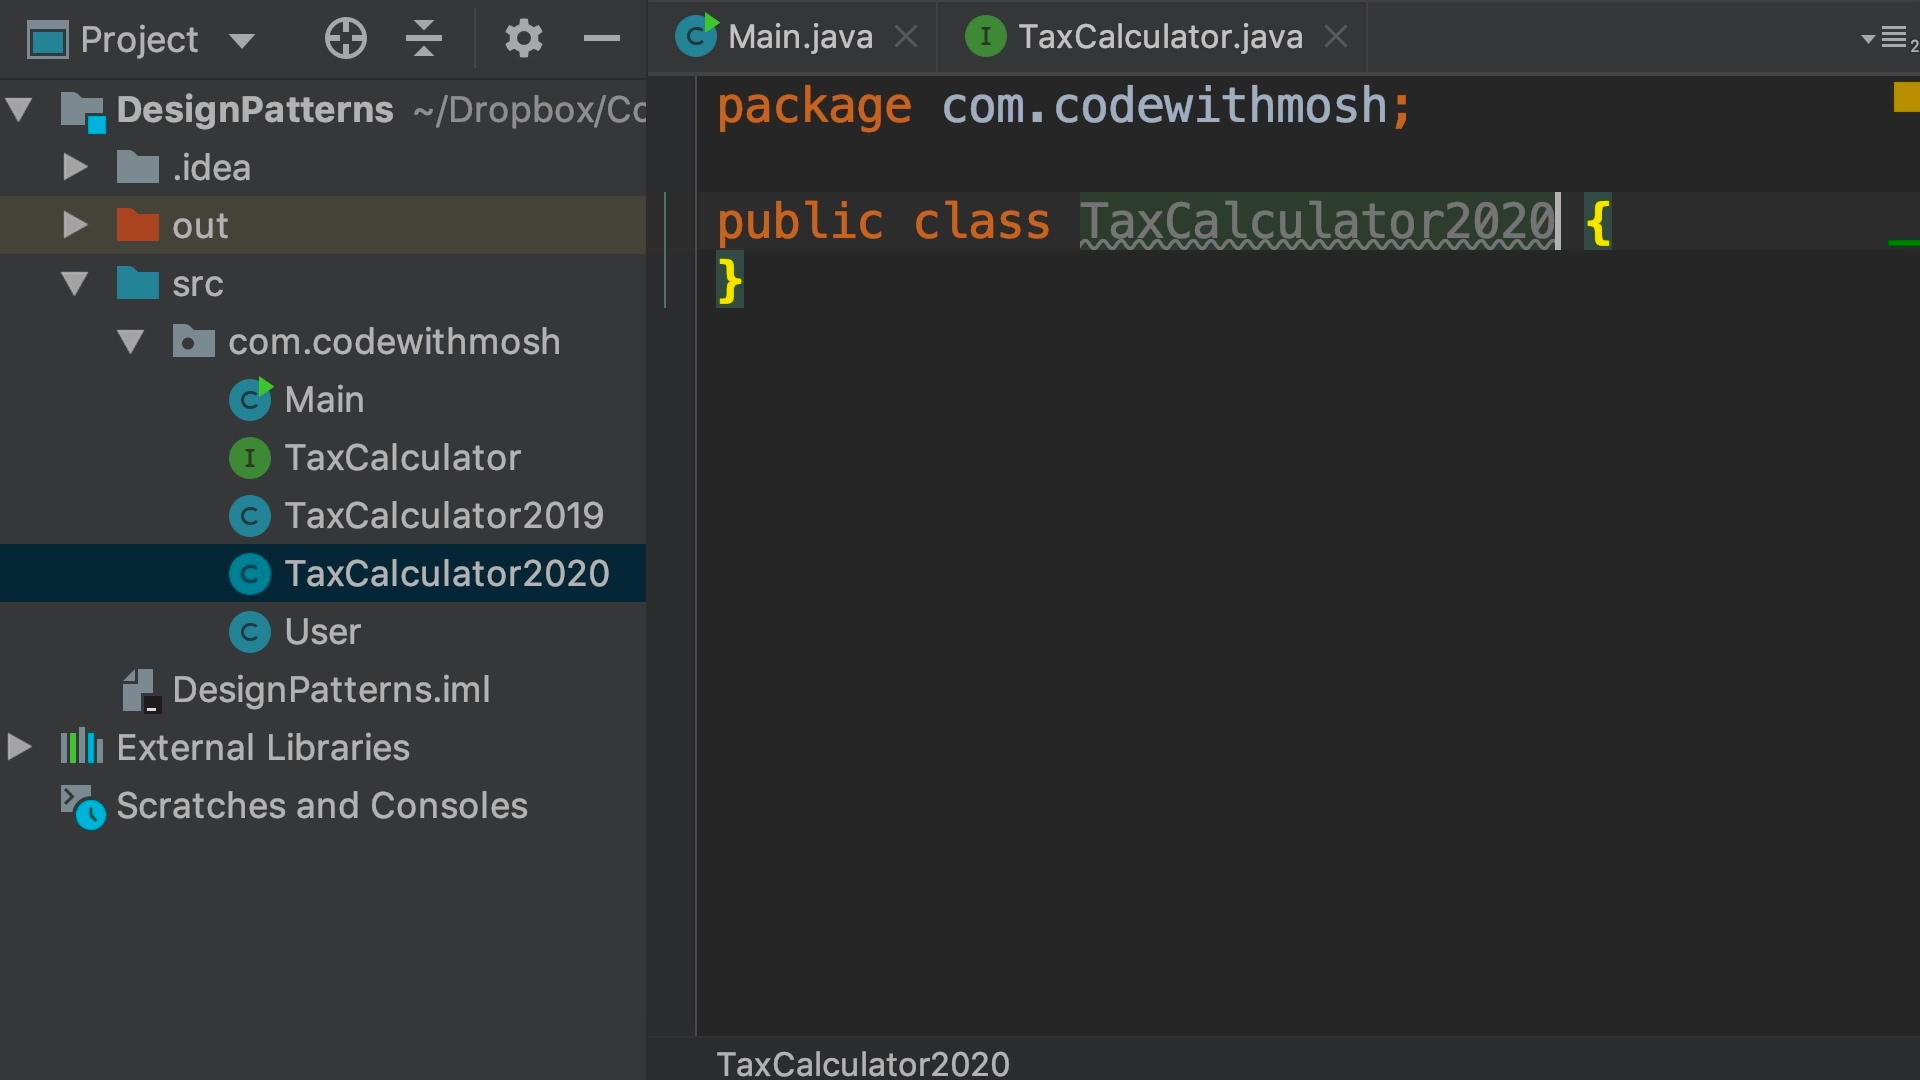 Project
DesignPatterns ~/Dropbox/Co
.idea
out
src
com.codewithmosh
Main
TaxCalculator
TaxCalculator2019
TaxCalculator2020
User
DesignPatterns.iml
External Libraries
Scratches and Consoles
Main.java
TaxCalculator.java
2
package com.codewithmosh;
public class TaxCalculator2020 {
}
TaxCalculator2020